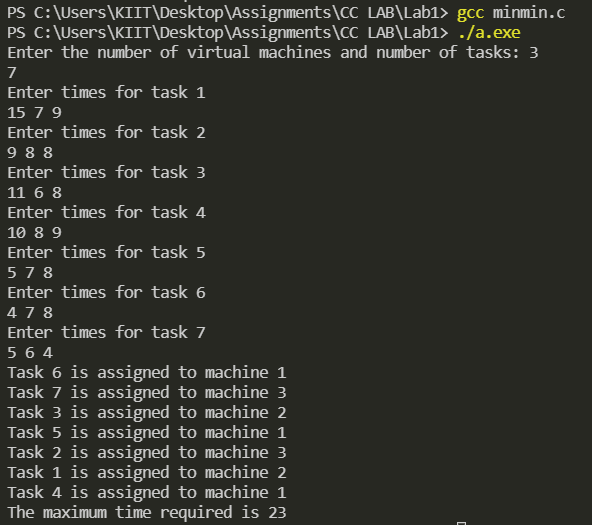 PS C:\Users\KIIT\Desktop\Assignments\CC LAB\Lab1> gcc minmin.c
PS C:\Users\KIIT\Desktop\Assignments\CC LAB\Lab1> ./a.exe
Enter the number of virtual machines and number of tasks: 3
7
Enter times for task 1
15 7 9
Enter times for task 2
9 8 8
Enter times for task 3
11 6 8
Enter times for task 4
10 8 9
Enter times for task 5
5 7 8
Enter times for task 6
4 7 8
Enter times for task 7
5 6 4
Task 6 is assigned to machine 1
Task 7 is assigned to machine 3
Task 3 is assigned to machine 2
Task 5 is assigned to machine 1
Task 2 is assigned to machine 3
Task 1 is assigned to machine 2
Task 4 is assigned to machine 1
The maximum time required is 23